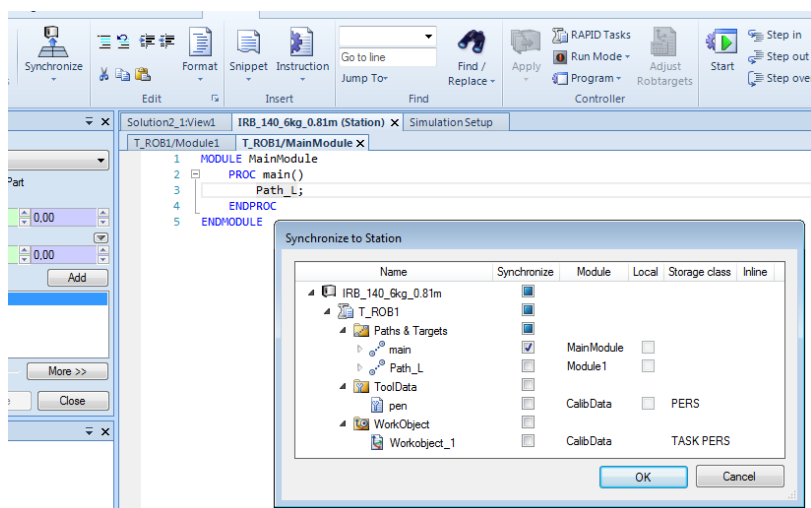 Synchronize
Format
Snippet
Instruction
Go to line
Jump To
Find /
Replace
Apply
RAPID Tasks
Run Mode
Program
Adjust
Robtargets
Start
Step in
Step out
Step over
Edit
Insert
Find
Controller
Solution2_1:View1
IRB_140_6kg_0.81m (Station) X
Simulation Setup
T_ROB1/Module1
T_ROB1/MainModule X
Part
0,00
0,00
Add
More >>
Close
1 MODULE MainModule
2 PROC main()
3 Path_L;
4 ENDPROC
5 ENDMODULE
Synchronize to Station
Name Synchronize Module Local Storage class Inline
IRB_140_6kg_0.81m
T_ROB1
Paths & Targets
main MainModule
Path_L Module1
ToolData
pen CalibData PERS
WorkObject
Workobject_1 CalibData TASK PERS
OK
Cancel